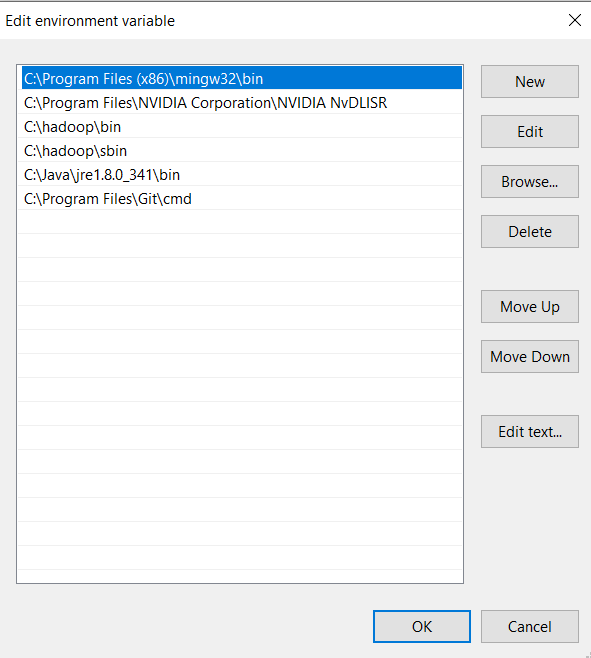 Edit environment variable
C:\Program Files (x86)\mingw32\bin
C:\Program Files\NVIDIA Corporation\NVIDIA NvDLISR
C:\hadoop\bin
C:\hadoop\sbin
C:\Java\jre1.8.0_341\bin
C:\Program Files\Git\cmd
New
Edit
Browse...
Delete
Move Up
Move Down
Edit text...
OK
Cancel